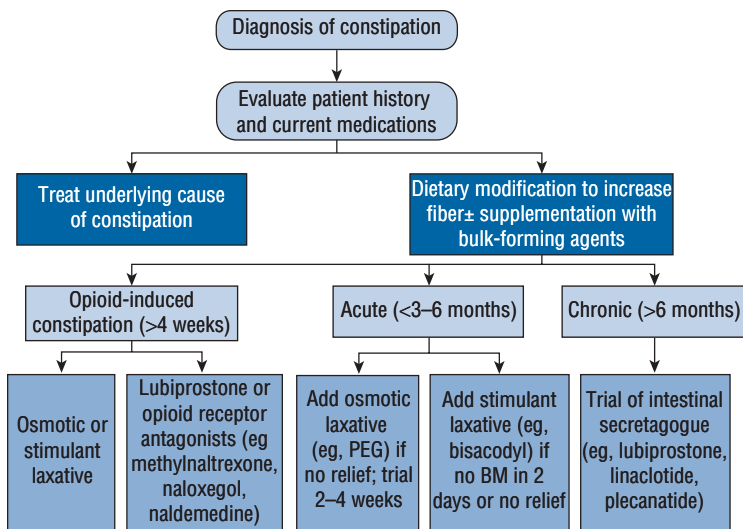 Diagnosis of constipation
Evaluate patient history
and current medications
Treat underlying cause
of constipation
Dietary modification to increase
fiber± supplementation with
bulk-forming agents
Opioid-induced
constipation (>4 weeks)
Acute (<3–6 months)
Chronic (>6 months)
Osmotic or
stimulant
laxative
Lubiprostone or
opioid receptor
antagonists (eg
methylnaltrexone,
naloxegol,
naldemedine)
Add osmotic
laxative
(eg, PEG) if
no relief; trial
2–4 weeks
Add stimulant
laxative (eg,
bisacodyl) if
no BM in 2
days or no relief
Trial of intestinal
secretagogue
(eg, lubiprostone,
linaclotide,
plecanatide)